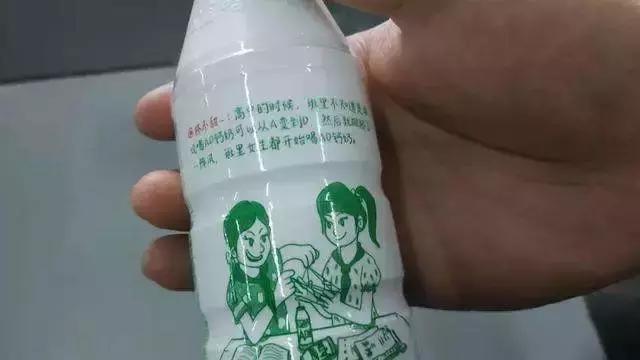 ：高中的时候，班里不知道是
说喝AD钙奶可以从A变到D，然后就
一阵风，班里女生都开始喝AD钙奶。